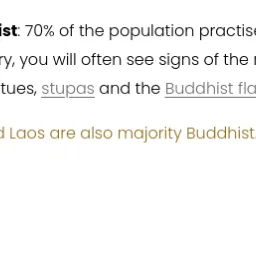 ist: 70% of the population practise
ry, you will often see signs of the
tues, stupas and the Buddhist fla
d Laos are also majority Buddhist.